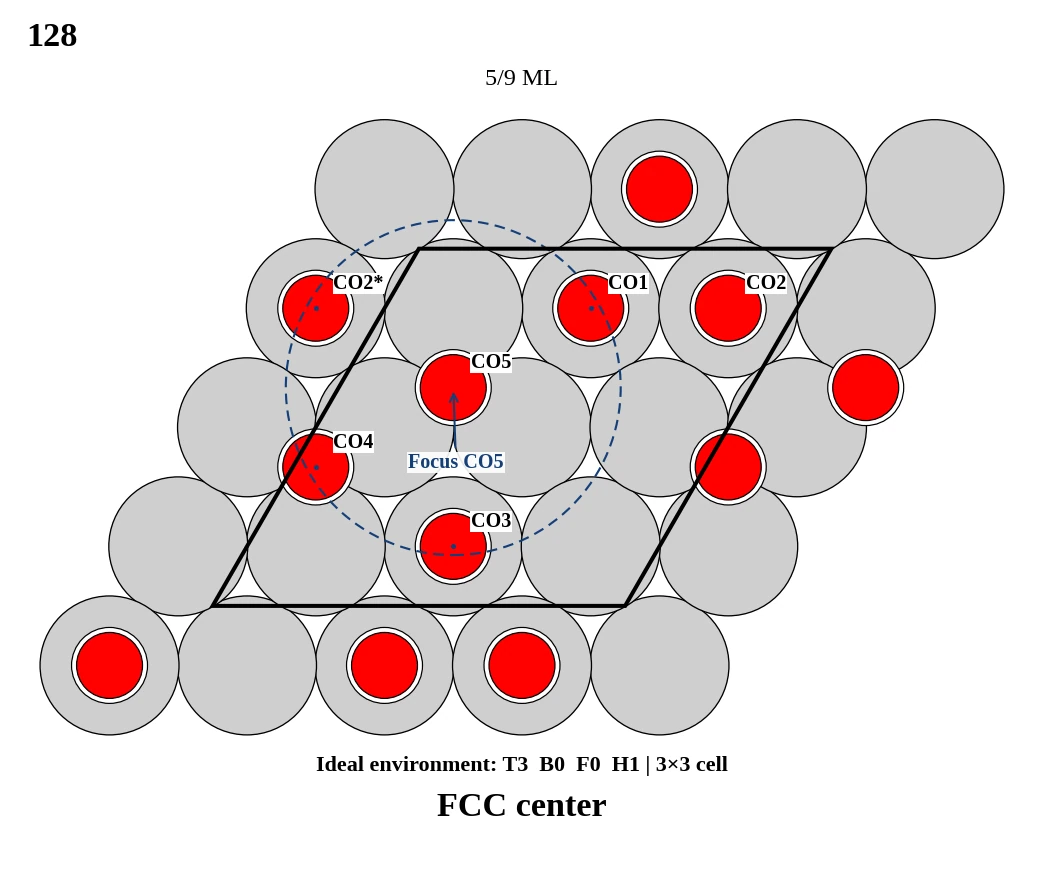 128
5/9 ML
CO2*
CO1
CO2
CO5
CO4
Focus CO5
CO3
Ideal environment: T3 B0 F0 H1 | 3×3 cell
FCC center